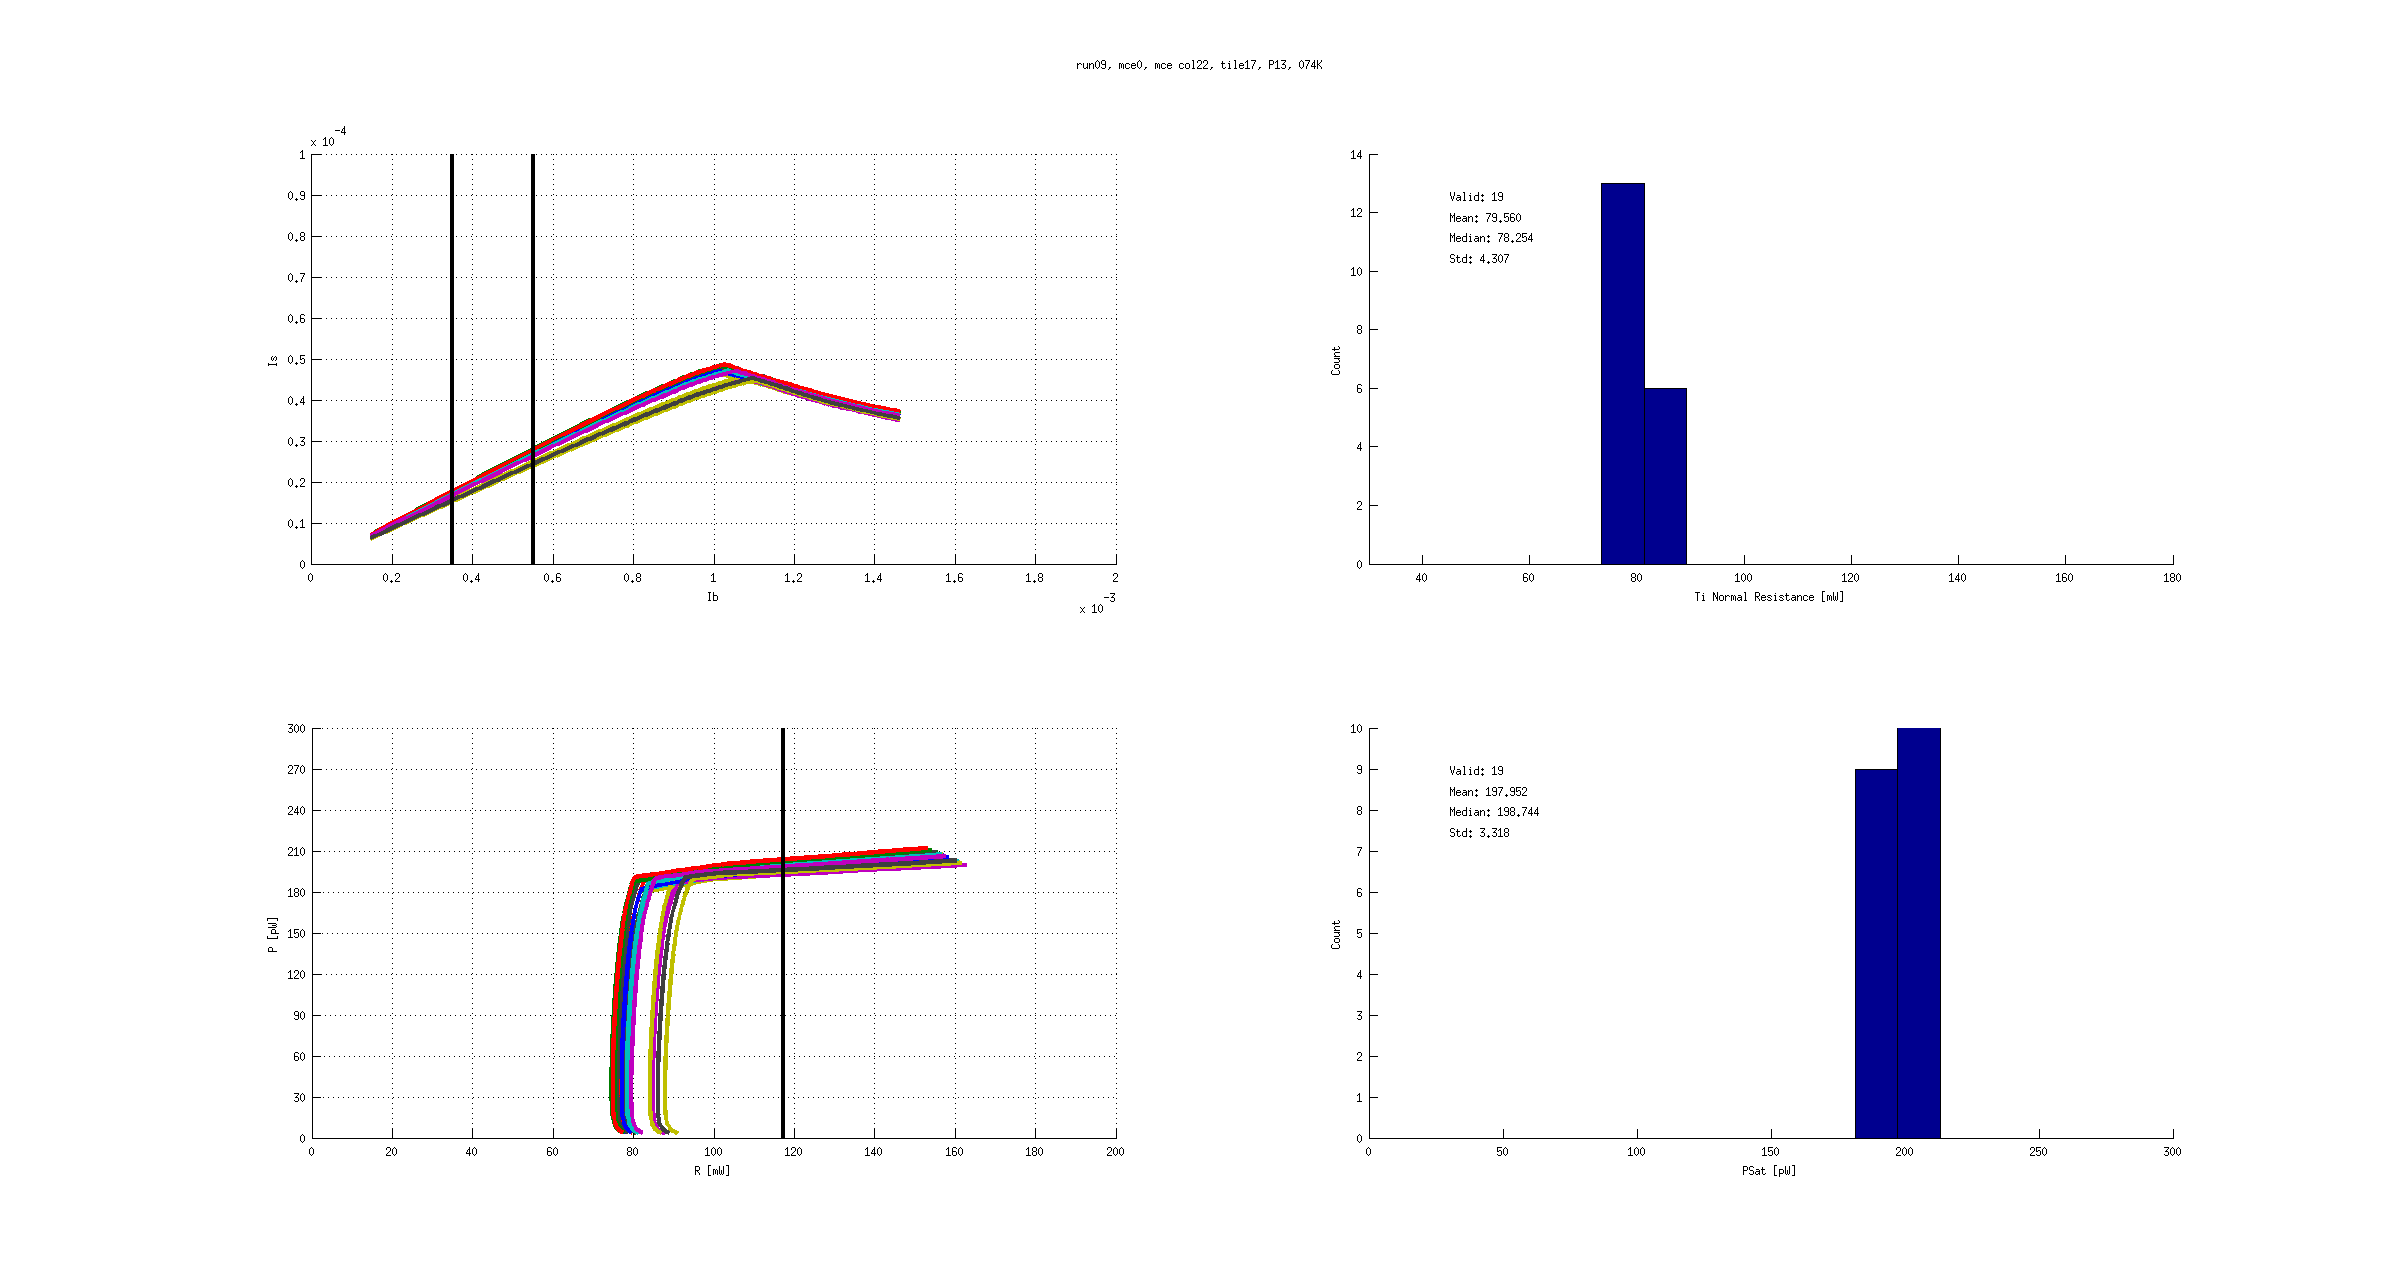 run09, mce0, mce col22, tile17, P13, 074K
x 10 -4
1
0.9
0.8
0.7
0.6
0.5
0.4
0.3
0.2
0.1
0
Is
0 0.2 0.4 0.6 0.8 1 1.2 1.4 1.6 1.8 2
Ib
x 10 -3
14
12
10
8
6
4
2
0
Count
Valid: 19
Mean: 79.560
Median: 78.254
Std: 4.307
40 60 80 100 120 140 160 180
Ti Normal Resistance [mW]
300
270
240
210
180
150
120
90
60
30
0
P [pW]
0 20 40 60 80 100 120 140 160 180 200
R [mW]
10
9
8
7
6
5
4
3
2
1
0
Count
Valid: 19
Mean: 197.952
Median: 198.744
Std: 3.318
0 50 100 150 200 250 300
PSat [pW]